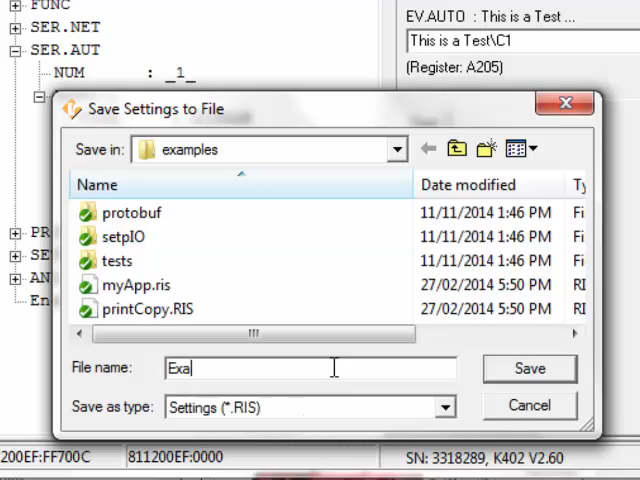 FUNC
SER.NET
SER.AUT
NUM : _1_
EV.AUTO : This is a Test ...
This is a Test\C1
(Register: A205)
Save Settings to File
Save in: examples
Name Date modified Ty
protobuf 11/11/2014 1:46 PM Fi
setpIO 11/11/2014 1:46 PM Fi
tests 11/11/2014 1:46 PM Fi
myApp.ris 27/02/2014 5:50 PM RI
printCopy.RIS 27/02/2014 5:50 PM RI
File name: Exa Save
Save as type: Settings (*.RIS) Cancel
PR
SE
AN
En
200EF:FF700C 811200EF:0000 SN: 3318289, K402 V2.60